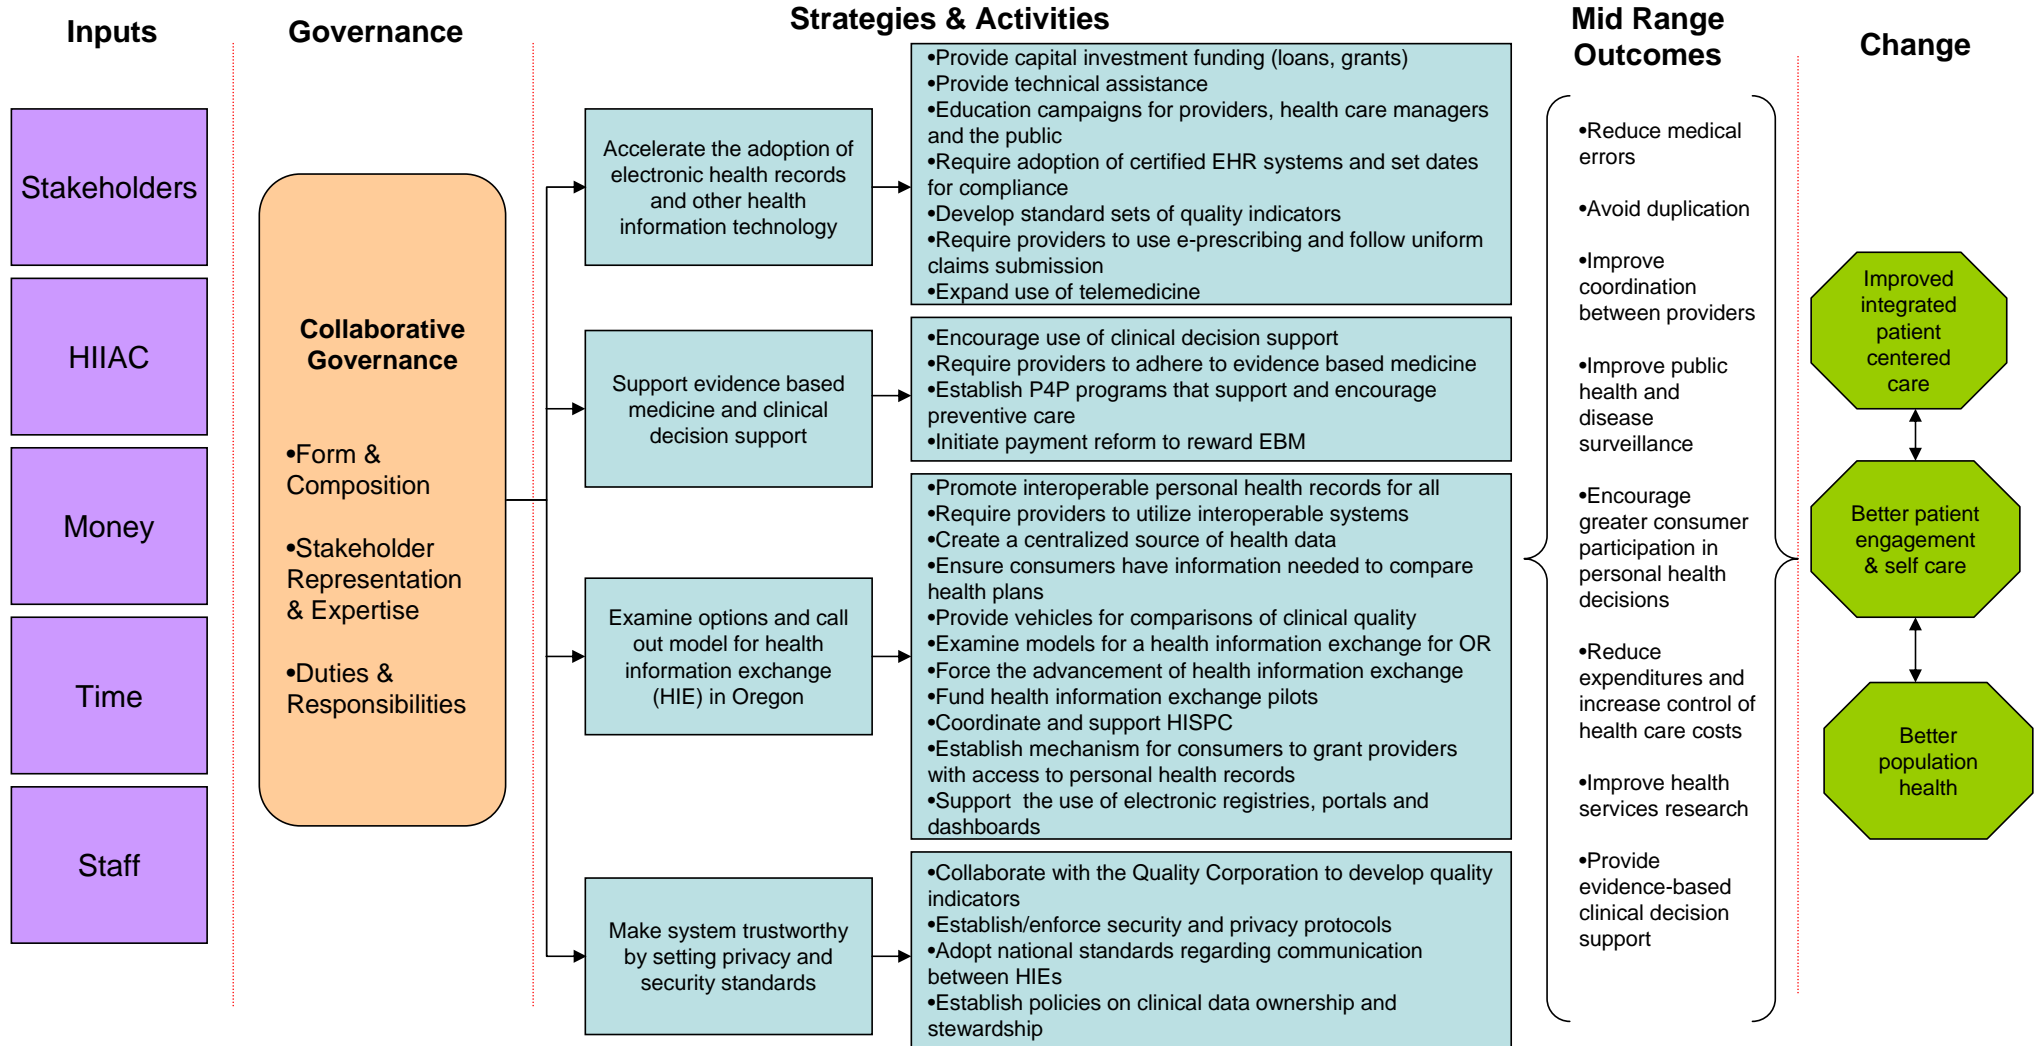 Inputs
Governance
Strategies & Activities
Mid Range
Outcomes
Change
Stakeholders
HIIAC
Money
Time
Staff
Collaborative
Governance
•Form &
Composition
•Stakeholder
Representation
& Expertise
•Duties &
Responsibilities
Accelerate the adoption of
electronic health records
and other health
information technology
•Provide capital investment funding (loans, grants)
•Provide technical assistance
•Education campaigns for providers, health care managers
and the public
•Require adoption of certified EHR systems and set dates
for compliance
•Develop standard sets of quality indicators
•Require providers to use e-prescribing and follow uniform
claims submission
•Expand use of telemedicine
Support evidence based
medicine and clinical
decision support
•Encourage use of clinical decision support
•Require providers to adhere to evidence based medicine
•Establish P4P programs that support and encourage
preventive care
•Initiate payment reform to reward EBM
Examine options and call
out model for health
information exchange
(HIE) in Oregon
•Promote interoperable personal health records for all
•Require providers to utilize interoperable systems
•Create a centralized source of health data
•Ensure consumers have information needed to compare
health plans
•Provide vehicles for comparisons of clinical quality
•Examine models for a health information exchange for OR
•Force the advancement of health information exchange
•Fund health information exchange pilots
•Coordinate and support HISPC
•Establish mechanism for consumers to grant providers
with access to personal health records
•Support the use of electronic registries, portals and
dashboards
Make system trustworthy
by setting privacy and
security standards
•Collaborate with the Quality Corporation to develop quality
indicators
•Establish/enforce security and privacy protocols
•Adopt national standards regarding communication
between HIEs
•Establish policies on clinical data ownership and
stewardship
•Reduce medical
errors
•Avoid duplication
•Improve
coordination
between providers
•Improve public
health and
disease
surveillance
•Encourage
greater consumer
participation in
personal health
decisions
•Reduce
expenditures and
increase control of
health care costs
•Improve health
services research
•Provide
evidence-based
clinical decision
support
Improved
integrated
patient
centered
care
Better patient
engagement
& self care
Better
population
health